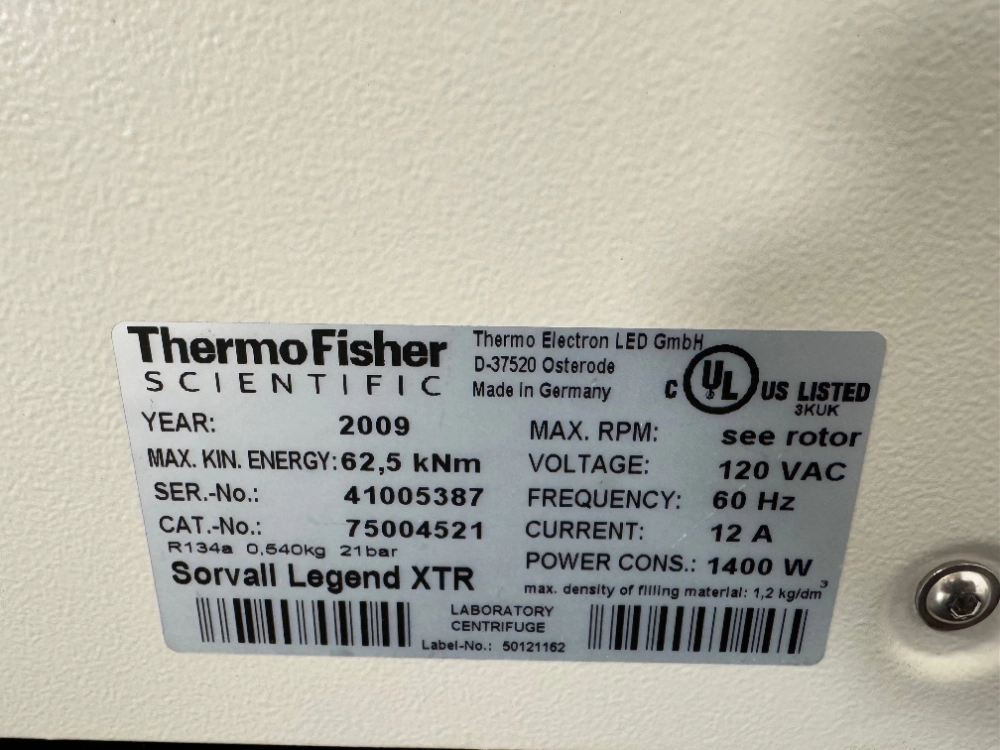 ThermoFisher
SCIENTIFIC
Thermo Electron LED GmbH
D-37520 Osterode
Made in Germany
C UL US LISTED
3KUK
YEAR: 2009
MAX. KIN. ENERGY: 62,5 kNm
SER.-No.: 41005387
CAT.-No.: 75004521
R134a 0,540kg 21bar
Sorvall Legend XTR
MAX. RPM: see rotor
VOLTAGE: 120 VAC
FREQUENCY: 60 Hz
CURRENT: 12 A
POWER CONS.: 1400 W
max. density of filling material: 1,2 kg/dm³
LABORATORY
CENTRIFUGE
Label-No.: 50121162